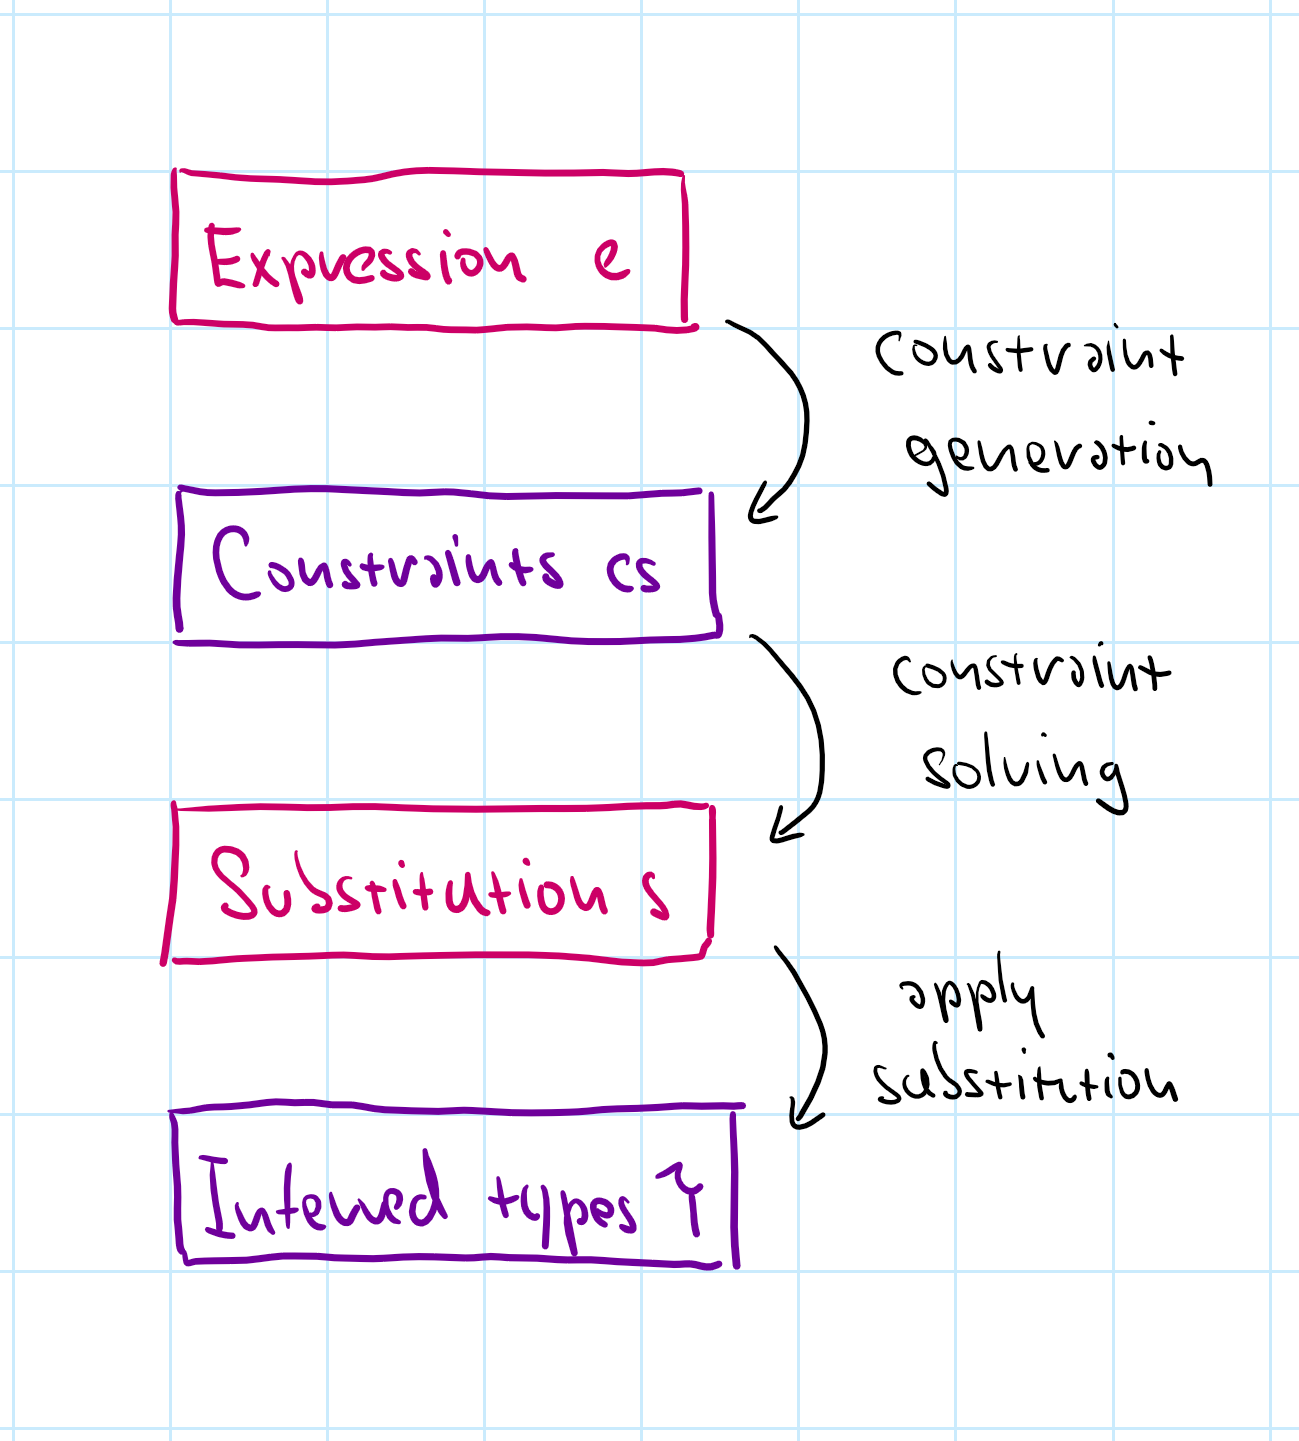 Expression e
constraint
generation
Constraints cs
constraint
solving
Substitution s
apply
substitution
Inferred types